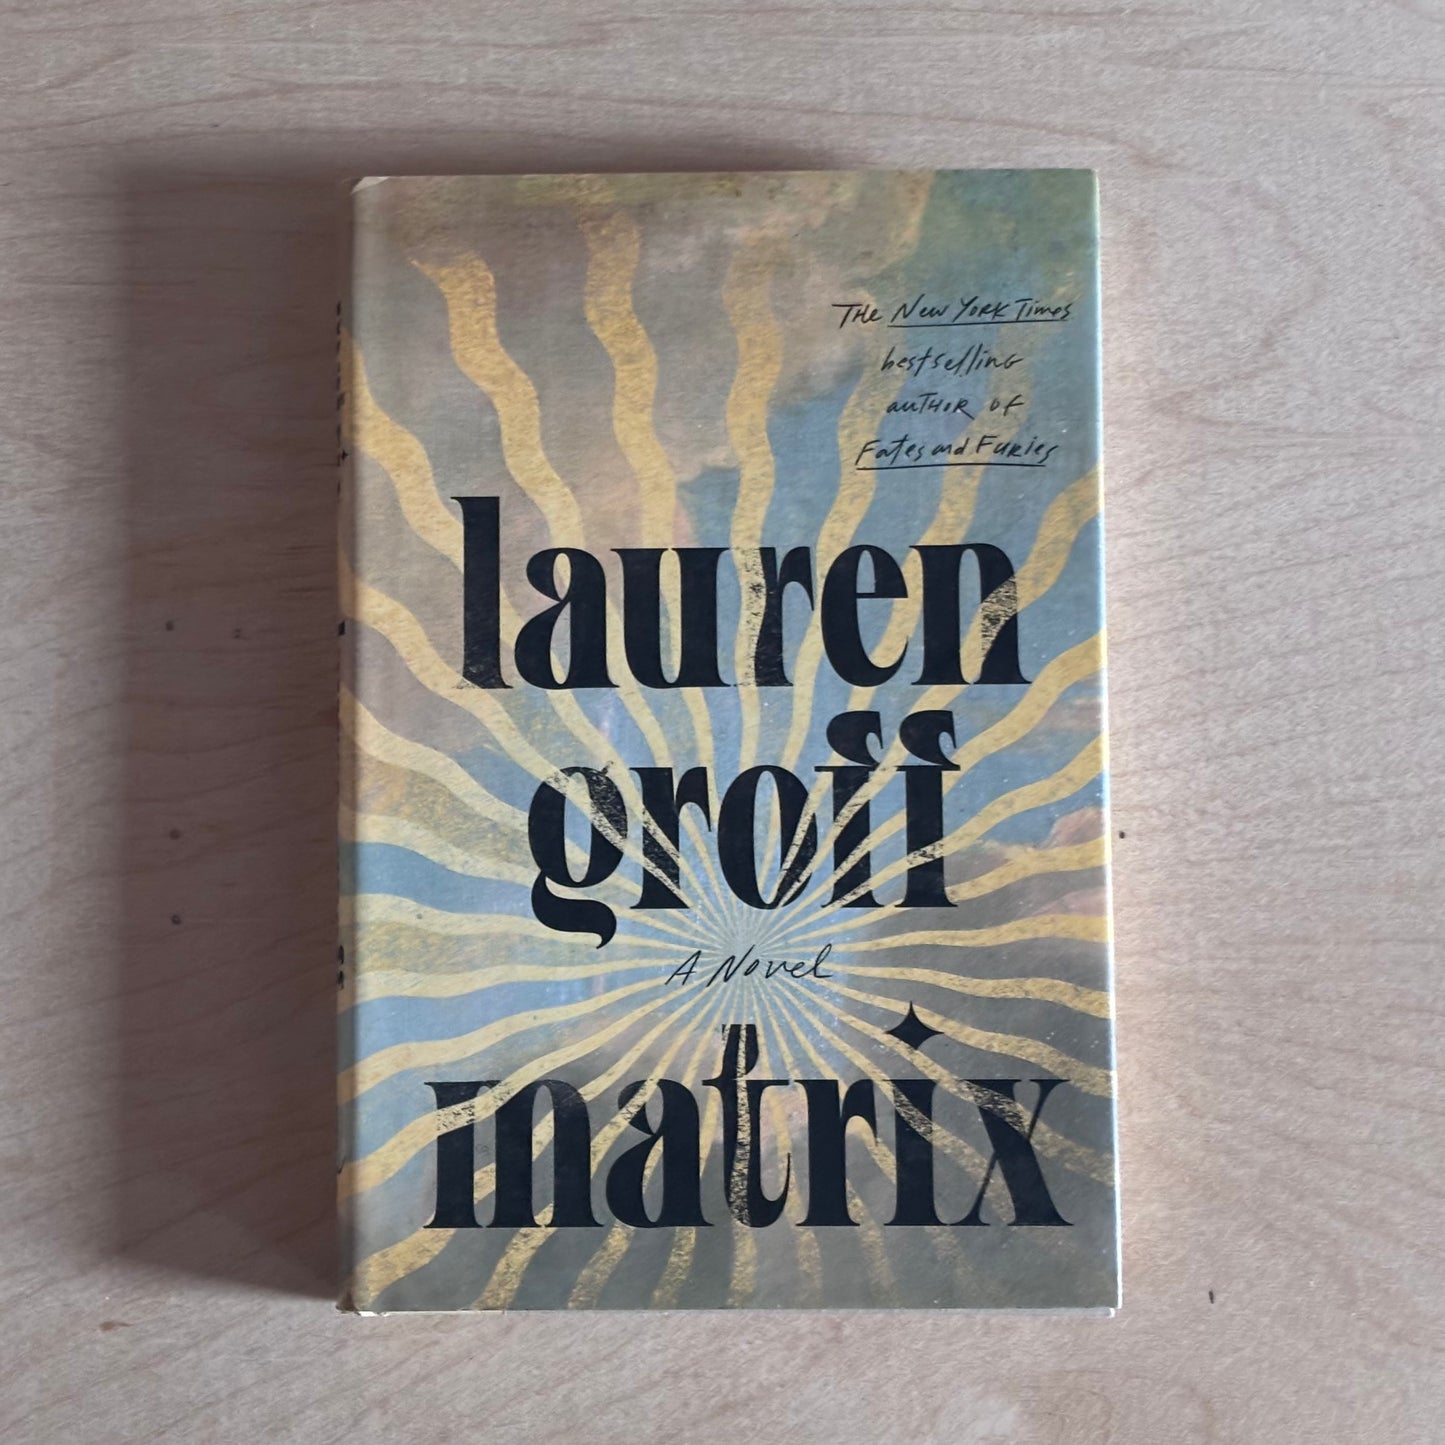 THE New YORK Times
bestselling
auTHOR of
Fates and Furies
lauren
groff
A Novel
matrix